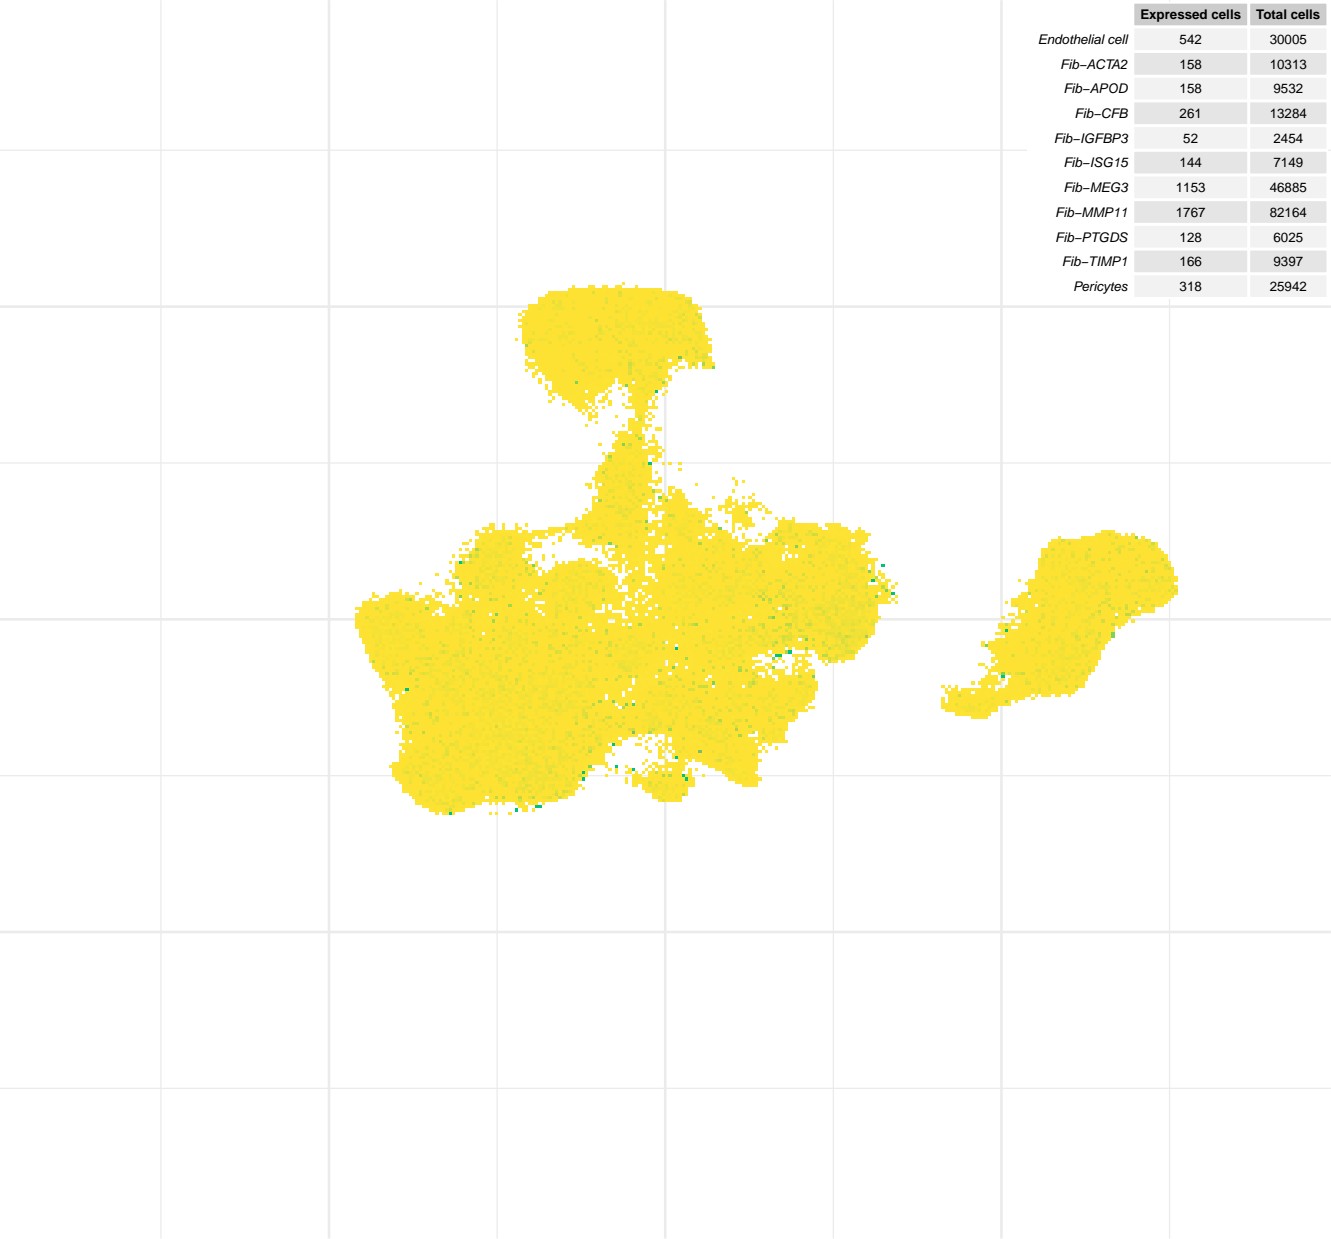 Expressed cells Total cells
Endothelial cell 542 30005
Fib−ACTA2 158 10313
Fib−APOD 158 9532
Fib−CFB 261 13284
Fib−IGFBP3 52 2454
Fib−ISG15 144 7149
Fib−MEG3 1153 46885
Fib−MMP11 1767 82164
Fib−PTGDS 128 6025
Fib−TIMP1 166 9397
Pericytes 318 25942